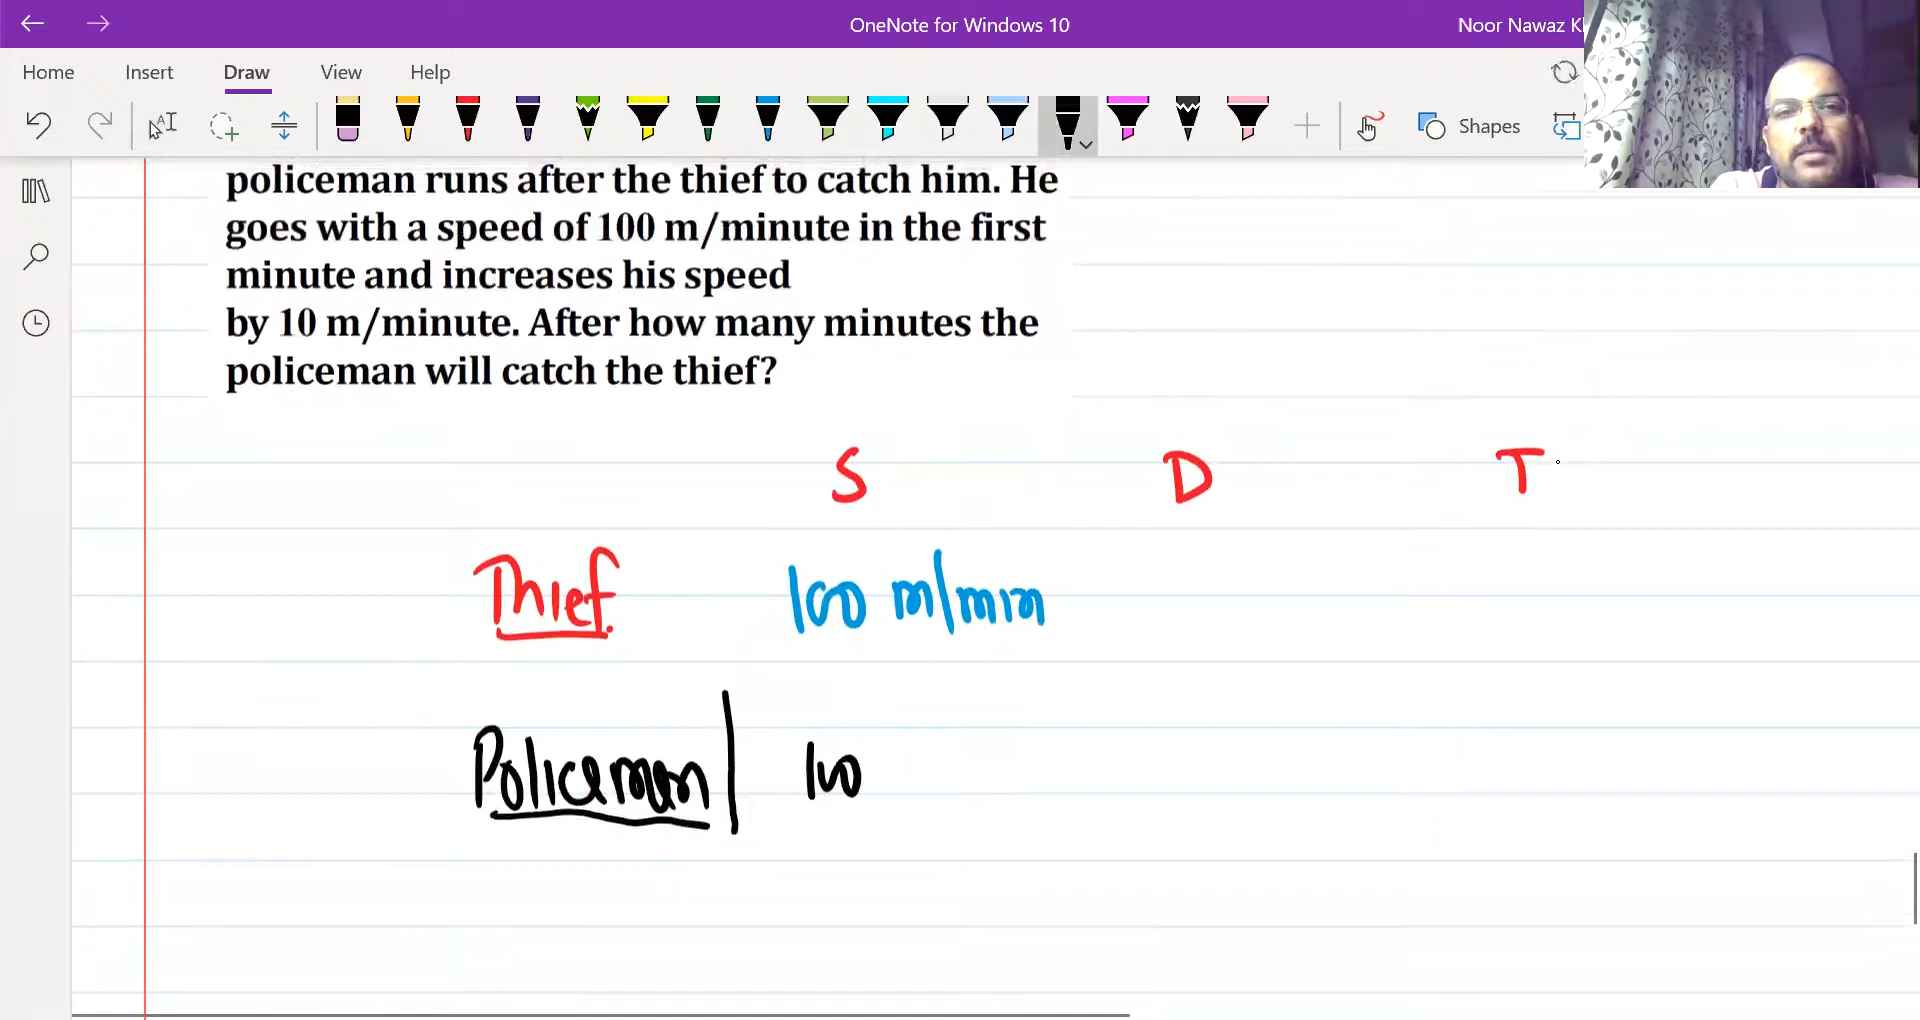 OneNote for Windows 10
Noor Nawaz K
Home Insert Draw View Help
Shapes
policeman runs after the thief to catch him. He
goes with a speed of 100 m/minute in the first
minute and increases his speed
by 10 m/minute. After how many minutes the
policeman will catch the thief?
S D T
Thief 100 m/min
Policeman 100